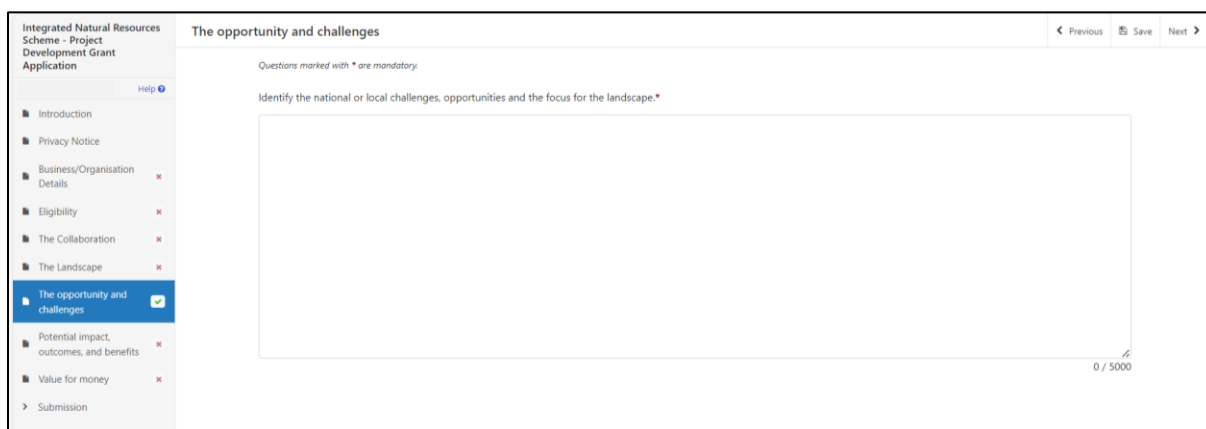 Integrated Natural Resources
Scheme - Project
Development Grant
Application
Help
Introduction
Privacy Notice
Business/Organisation
Details
Eligibility
The Collaboration
The Landscape
The opportunity and
challenges
Potential impact,
outcomes, and benefits
Value for money
Submission
The opportunity and challenges
Previous
Save
Next
Questions marked with * are mandatory.
Identify the national or local challenges, opportunities and the focus for the landscape.*
0 / 5000